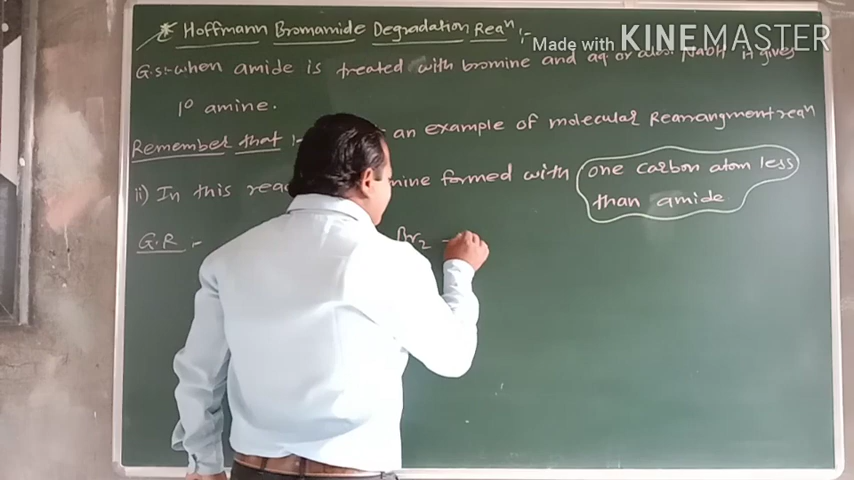 * Hoffmann Bromamide Degradation Reaⁿ :-
Made with KINEMASTER
G.S:- when amide is treated with bromine and aq. or alco. NaOH it gives
1° amine.
Remember that :- an example of molecular Rearrangment reaⁿ
ii) In this reac mine formed with one carbon atom less
than amide
G.R :- Br₂